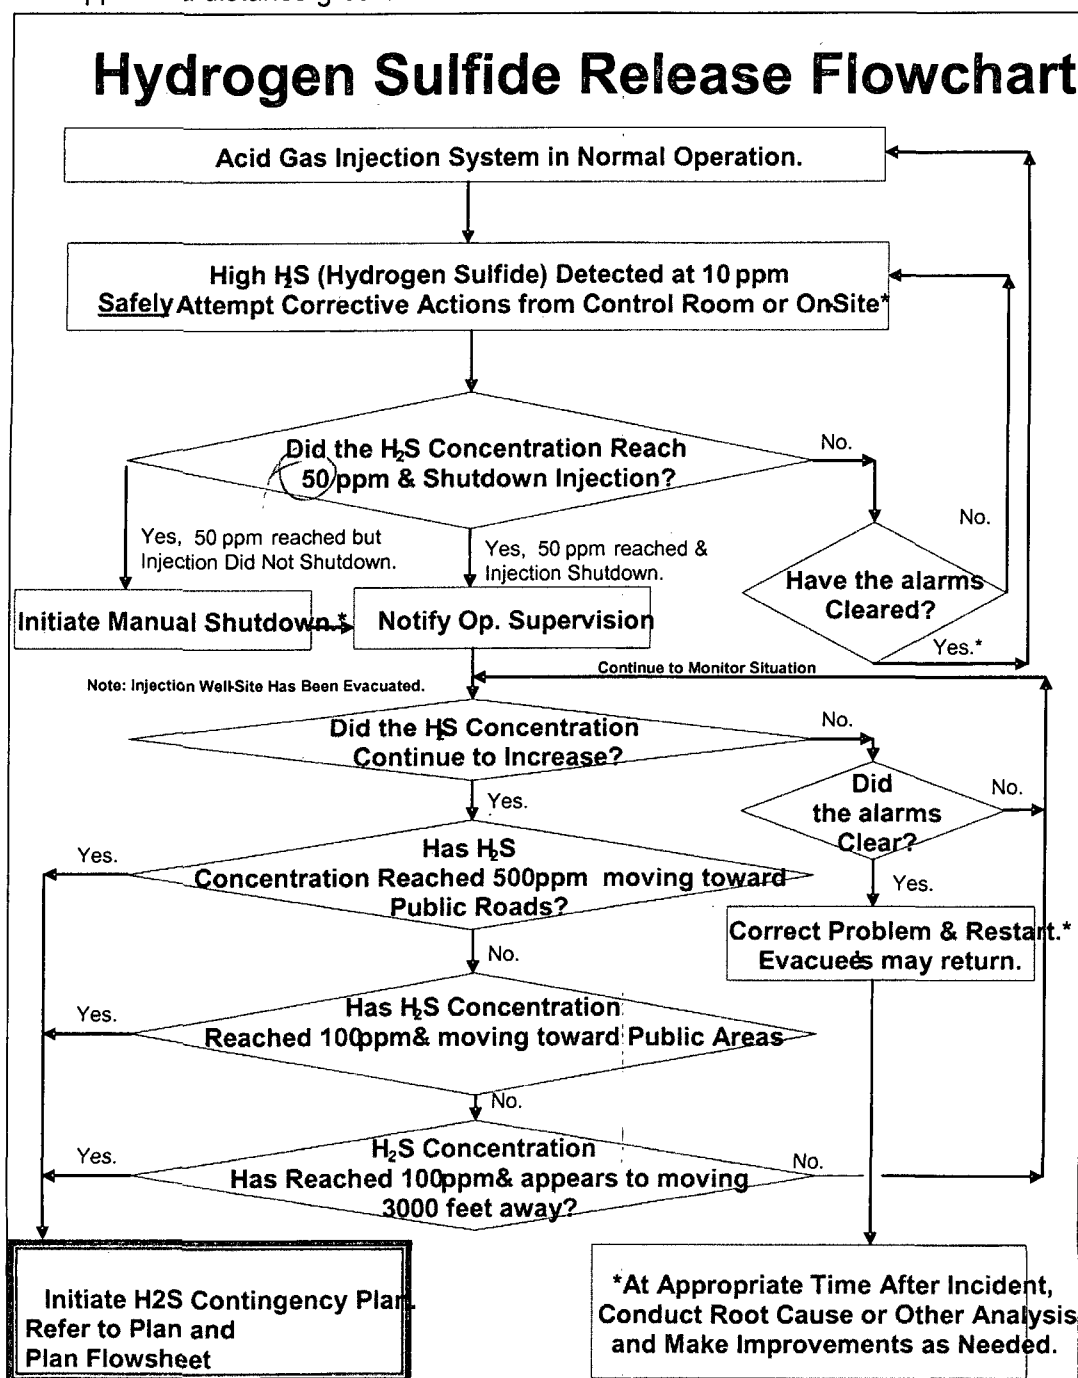 Hydrogen Sulfide Release Flowchart
Acid Gas Injection System in Normal Operation.
High H₂S (Hydrogen Sulfide) Detected at 10 ppm
Safely Attempt Corrective Actions from Control Room or On-Site*
Did the H₂S Concentration Reach
50 ppm & Shutdown Injection?
No.
Yes, 50 ppm reached but
Injection Did Not Shutdown.
Yes, 50 ppm reached &
Injection Shutdown.
No.
Have the alarms
Cleared?
Yes.*
Initiate Manual Shutdown.*
Notify Op. Supervision
Continue to Monitor Situation
Note: Injection Well-Site Has Been Evacuated.
Did the H₂S Concentration
Continue to Increase?
No.
Yes.
Did
the alarms
Clear?
No.
Yes.
Has H₂S
Concentration Reached 500ppm moving toward
Public Roads?
Yes.
No.
Correct Problem & Restart.*
Evacuees may return.
Has H₂S Concentration
Reached 100ppm& moving toward Public Areas
Yes.
No.
H₂S Concentration
Has Reached 100ppm& appears to moving
3000 feet away?
Yes.
No.
Initiate H2S Contingency Plan.
Refer to Plan and
Plan Flowsheet
*At Appropriate Time After Incident,
Conduct Root Cause or Other Analysis
and Make Improvements as Needed.